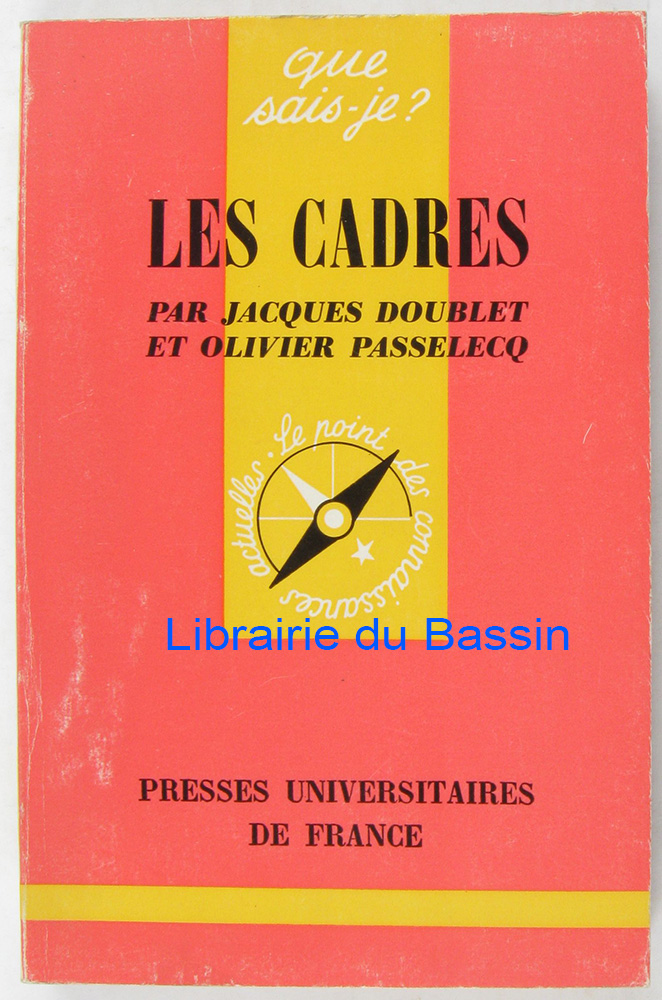 que
sais-je?
LES CADRES
PAR JACQUES DOUBLET
ET OLIVIER PASSELECQ
Le point des connaissances actuelles.
Librairie du Bassin
PRESSES UNIVERSITAIRES
DE FRANCE